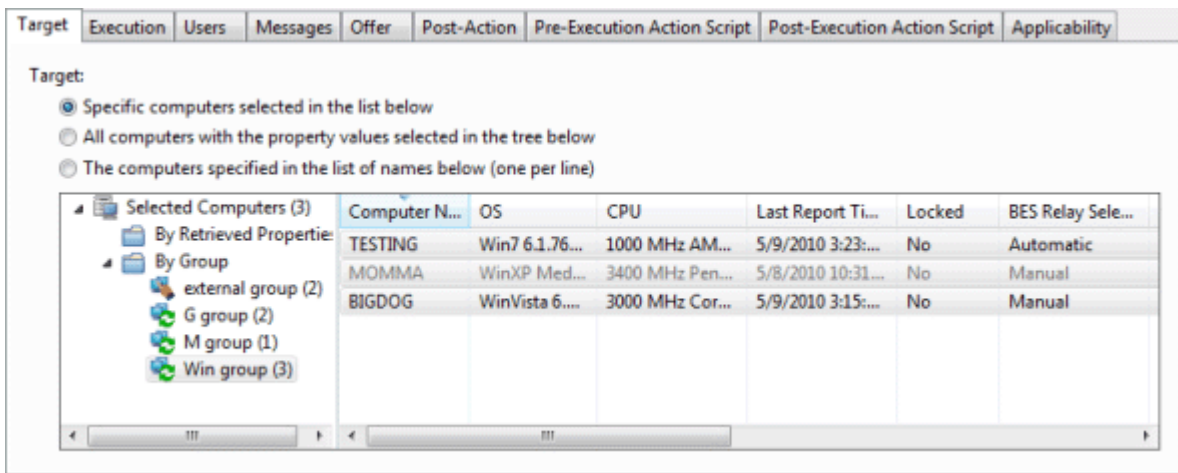 Target Execution Users Messages Offer Post-Action Pre-Execution Action Script Post-Execution Action Script Applicability
Target:
Specific computers selected in the list below
All computers with the property values selected in the tree below
The computers specified in the list of names below (one per line)
Selected Computers (3)
By Retrieved Propertie
By Group
external group (2)
G group (2)
M group (1)
Win group (3)
Computer N... OS CPU Last Report Ti... Locked BES Relay Sele...
TESTING Win7 6.1.76... 1000 MHz AM... 5/9/2010 3:23:... No Automatic
MOMMA WinXP Med... 3400 MHz Pen... 5/8/2010 10:31... No Manual
BIGDOG WinVista 6.... 3000 MHz Cor... 5/9/2010 3:15:... No Manual